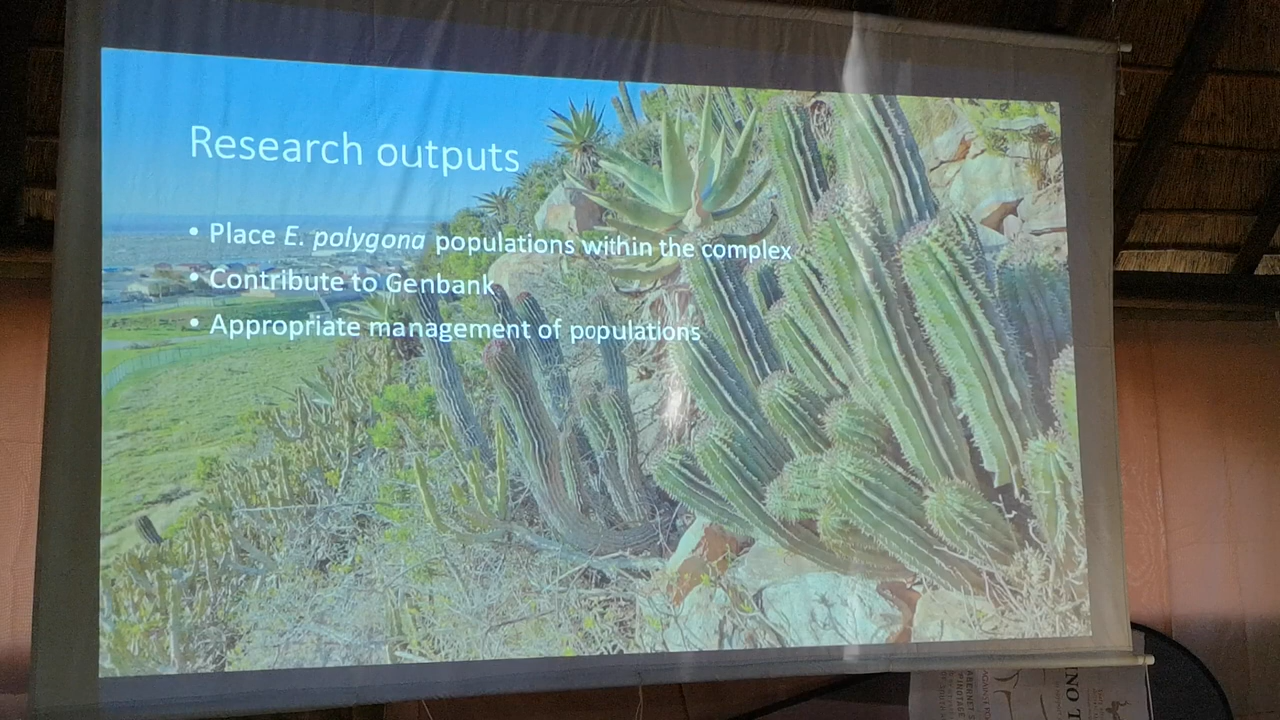 Research outputs
• Place E. polygona populations within the complex
• Contribute to Genbank
• Appropriate management of populations